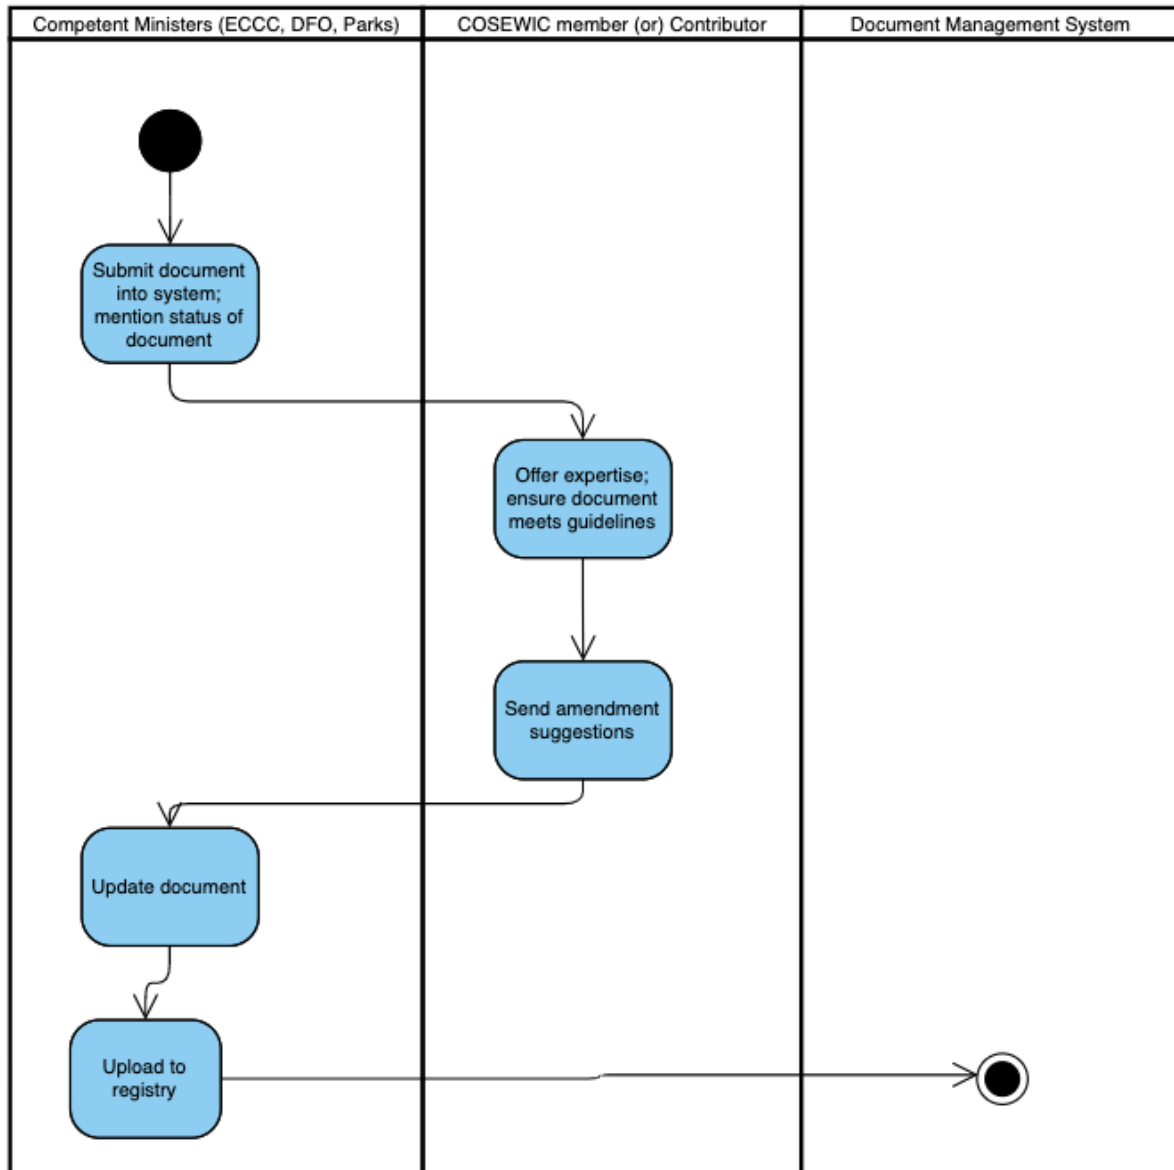 Competent Ministers (ECCC, DFO, Parks)
COSEWIC member (or) Contributor
Document Management System
Submit document
into system;
mention status of
document
Offer expertise;
ensure document
meets guidelines
Send amendment
suggestions
Update document
Upload to
registry